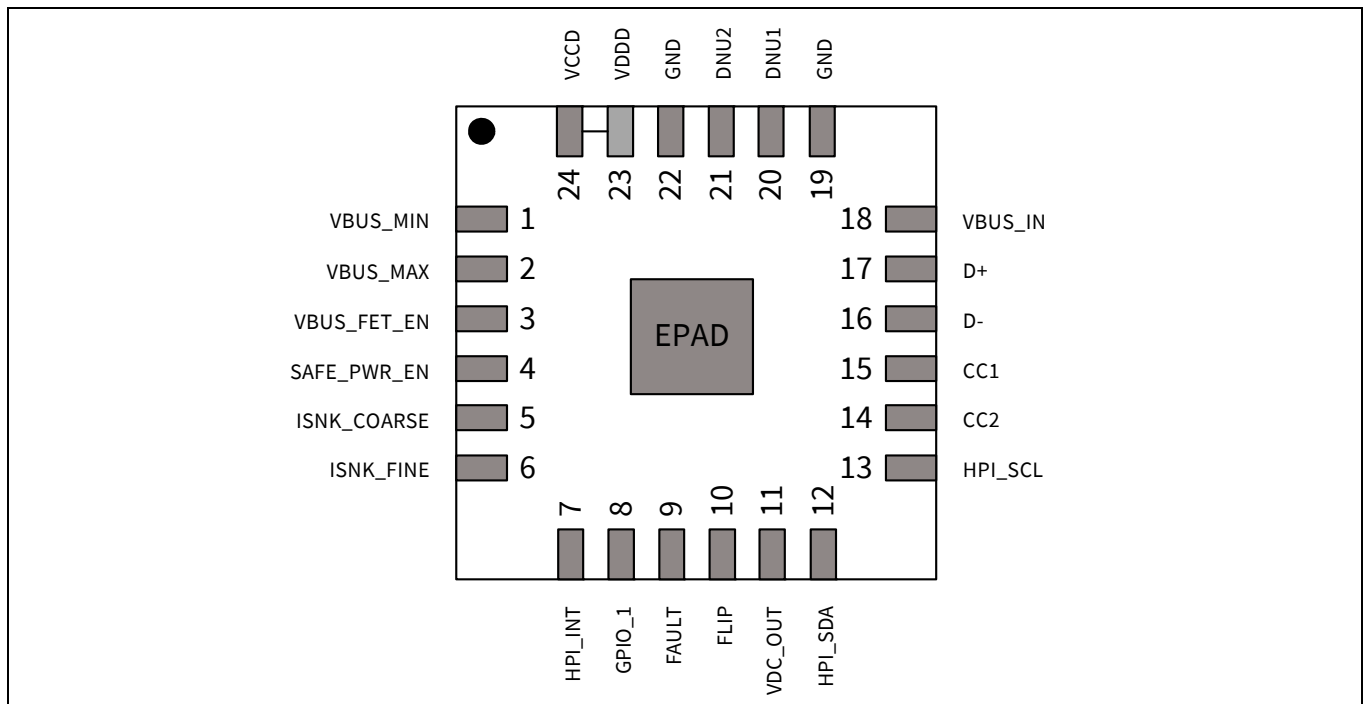 VCCD
VDDD
GND
DNU2
DNU1
GND
24
23
22
21
20
19
VBUS_MIN 1
18 VBUS_IN
VBUS_MAX 2
17 D+
VBUS_FET_EN 3
16 D-
EPAD
SAFE_PWR_EN 4
15 CC1
ISNK_COARSE 5
14 CC2
ISNK_FINE 6
13 HPI_SCL
7
8
9
10
11
12
HPI_INT
GPIO_1
FAULT
FLIP
VDC_OUT
HPI_SDA